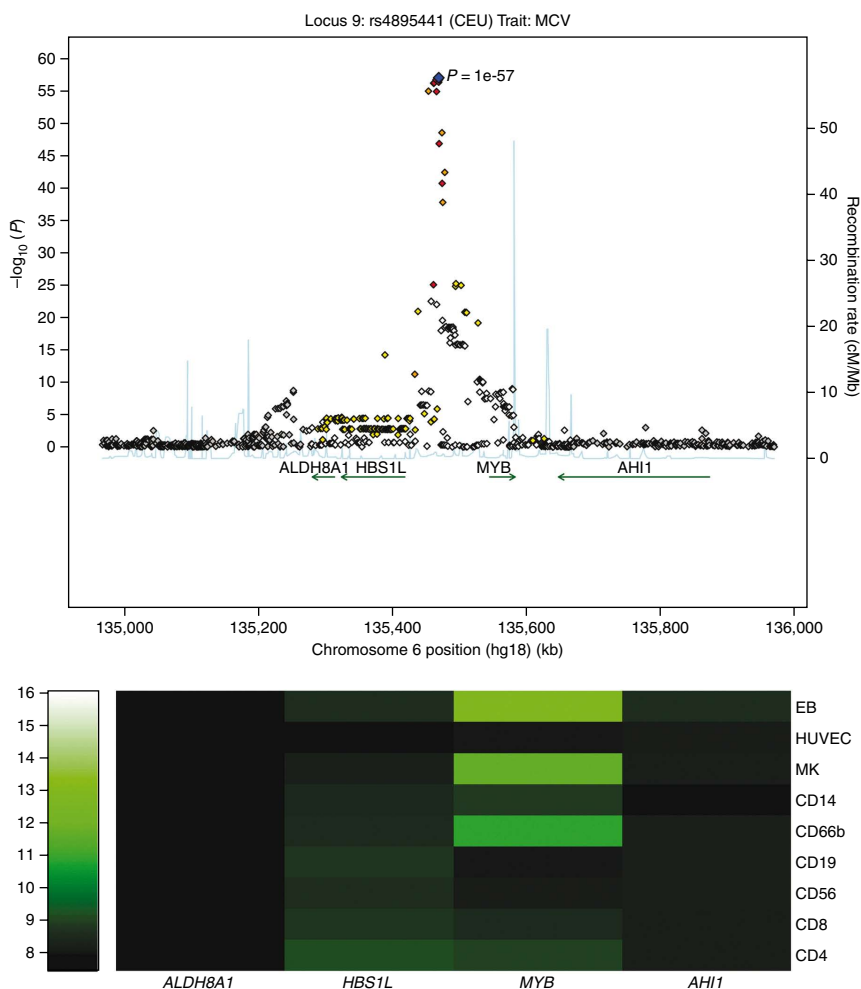 Locus 9: rs4895441 (CEU) Trait: MCV
60
55
50
45
40
35
30
25
20
15
10
5
0
–log10 (P)
P = 1e-57
50
40
30
20
10
0
Recombination rate (cM/Mb)
ALDH8A1 HBS1L MYB AHI1
135,000 135,200 135,400 135,600 135,800 136,000
Chromosome 6 position (hg18) (kb)
16
15
14
13
12
11
10
9
8
EB
HUVEC
MK
CD14
CD66b
CD19
CD56
CD8
CD4
ALDH8A1 HBS1L MYB AHI1